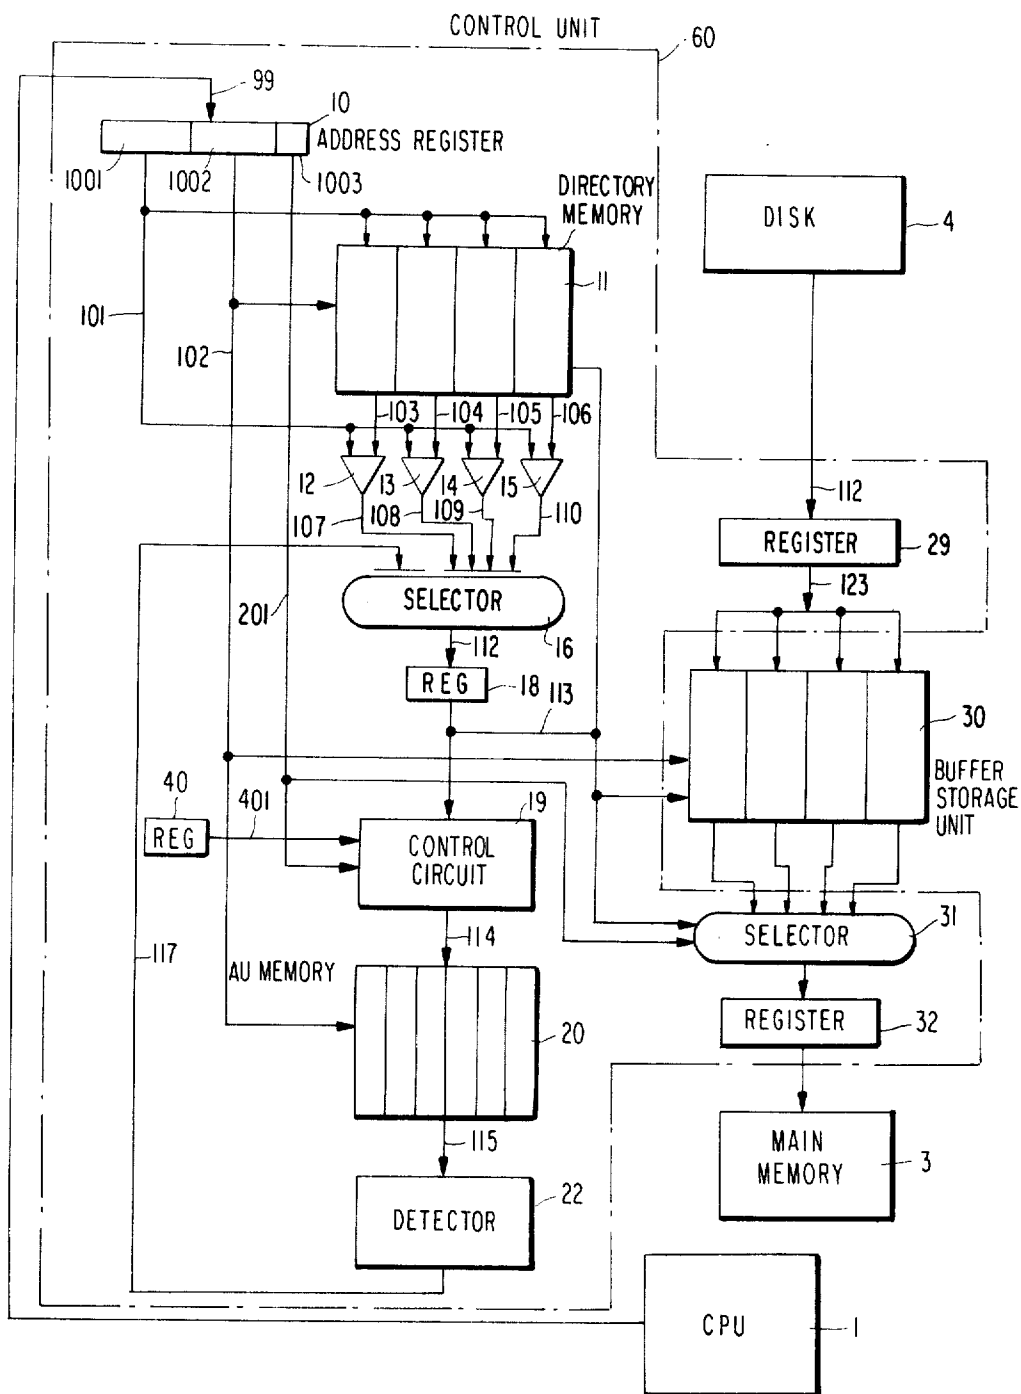 CONTROL UNIT
60
99
10
ADDRESS REGISTER
1001
1002
1003
DIRECTORY
MEMORY
DISK
4
11
101
102
103
104
105
106
12
13
14
15
112
107
108
109
110
REGISTER
29
123
SELECTOR
201
16
112
REG
18
113
30
BUFFER
STORAGE
UNIT
40
401
19
REG
CONTROL
CIRCUIT
31
SELECTOR
114
117
AU MEMORY
REGISTER
32
20
115
MAIN
MEMORY
3
22
DETECTOR
CPU
1